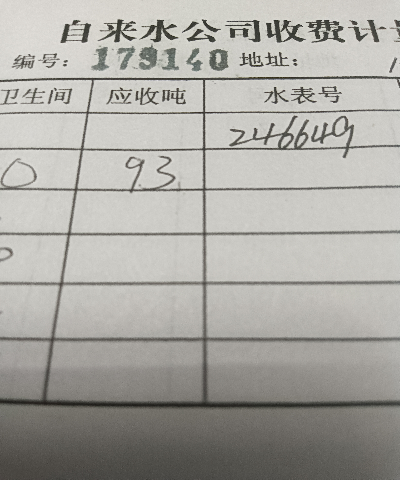 自来水公司收费计
编号：179140 地址：
卫生间 应收吨 水表号
246649
0 93